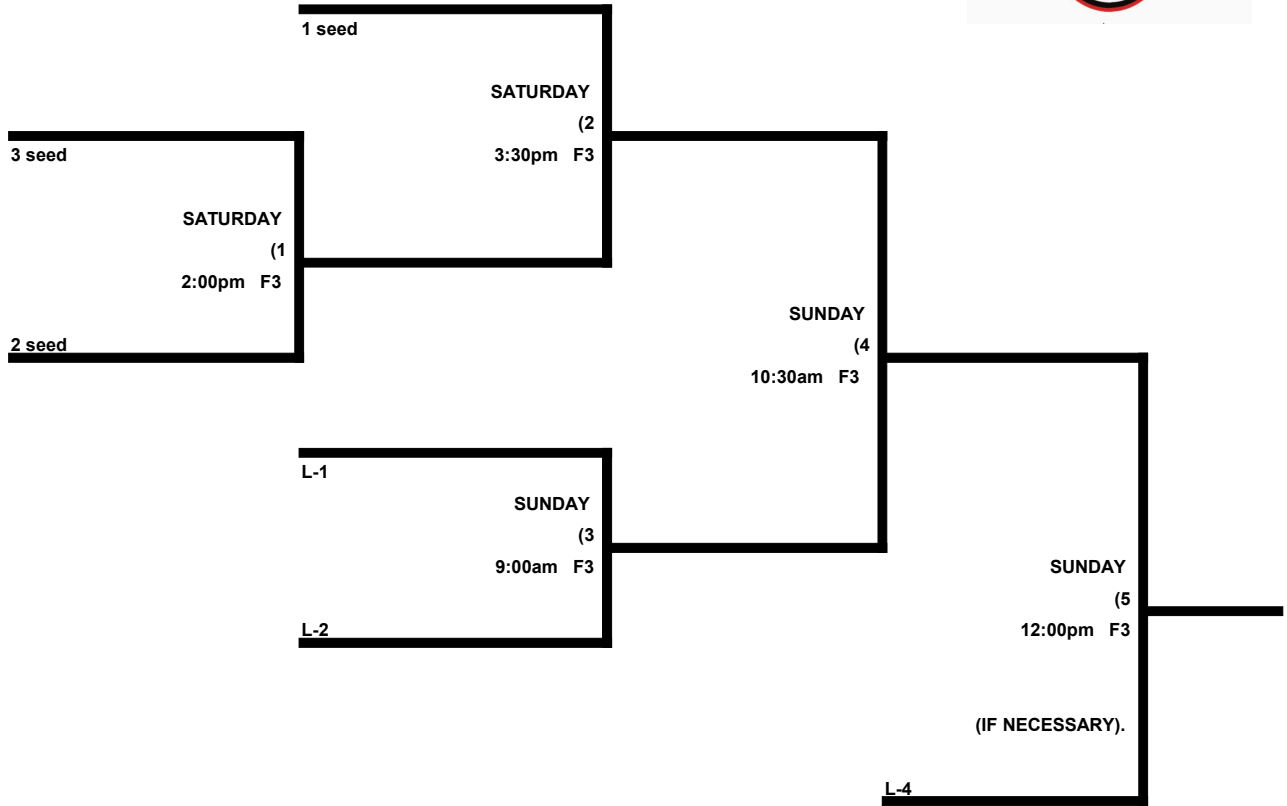 1 seed
SATURDAY
(2
3:30pm F3
3 seed
SATURDAY
(1
2:00pm F3
2 seed
SUNDAY
(4
10:30am F3
L-1
SUNDAY
(3
9:00am F3
L-2
SUNDAY
(5
12:00pm F3
(IF NECESSARY).
L-4